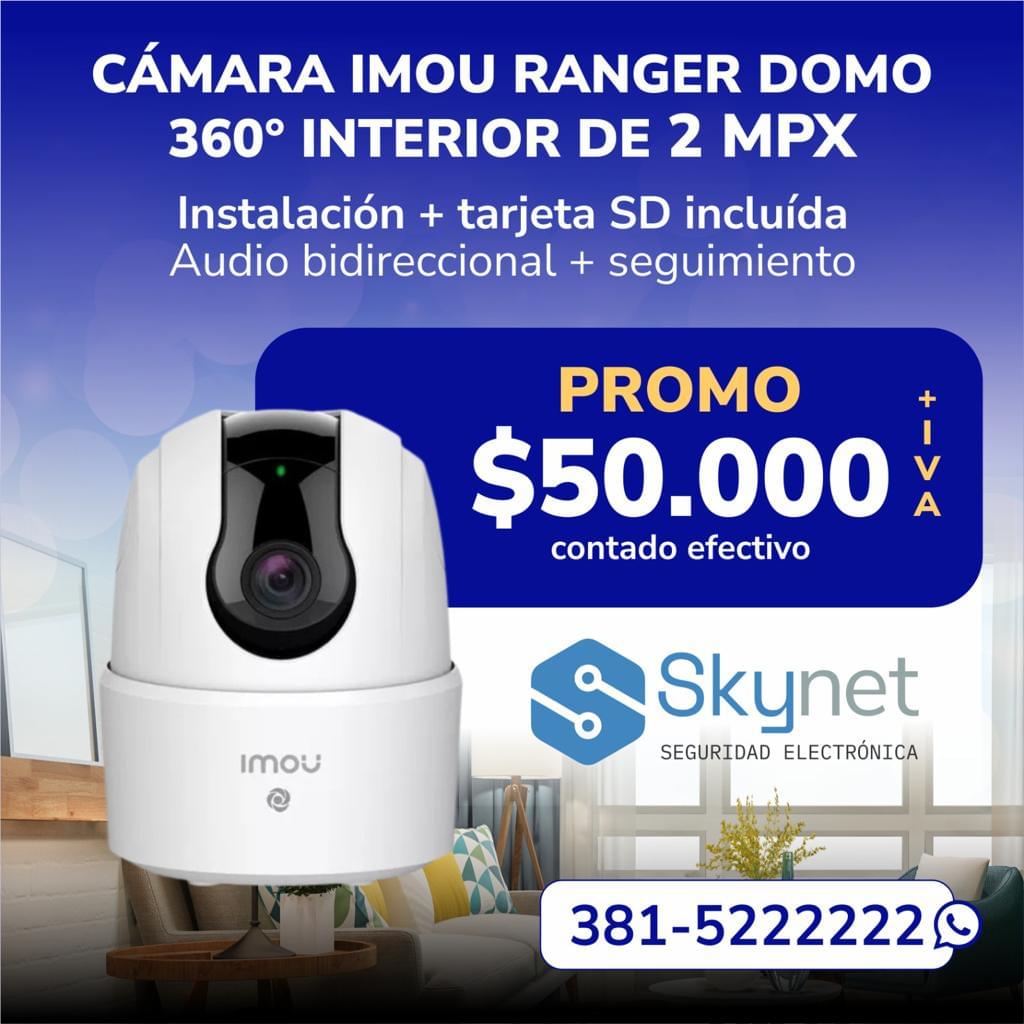 CÁMARA IMOU RANGER DOMO
360° INTERIOR DE 2 MPX
Instalación + tarjeta SD incluída
Audio bidireccional + seguimiento
PROMO
$50.000
+IVA
contado efectivo
imou
Skynet
SEGURIDAD ELECTRÓNICA
381-5222222